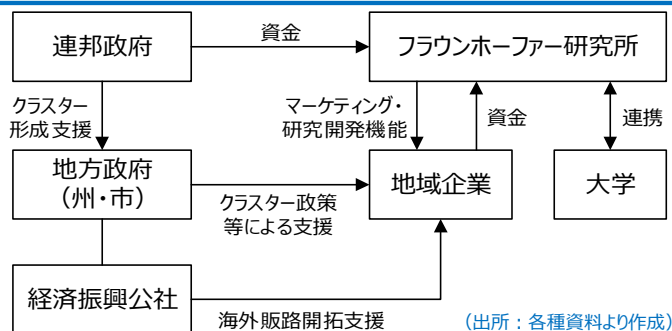 連邦政府
資金
フラウンホーファー研究所
クラスター
形成支援
マーケティング・
研究開発機能
資金
連携
地方政府
（州・市）
クラスター政策
等による支援
地域企業
大学
経済振興公社
海外販路開拓支援
（出所：各種資料より作成）